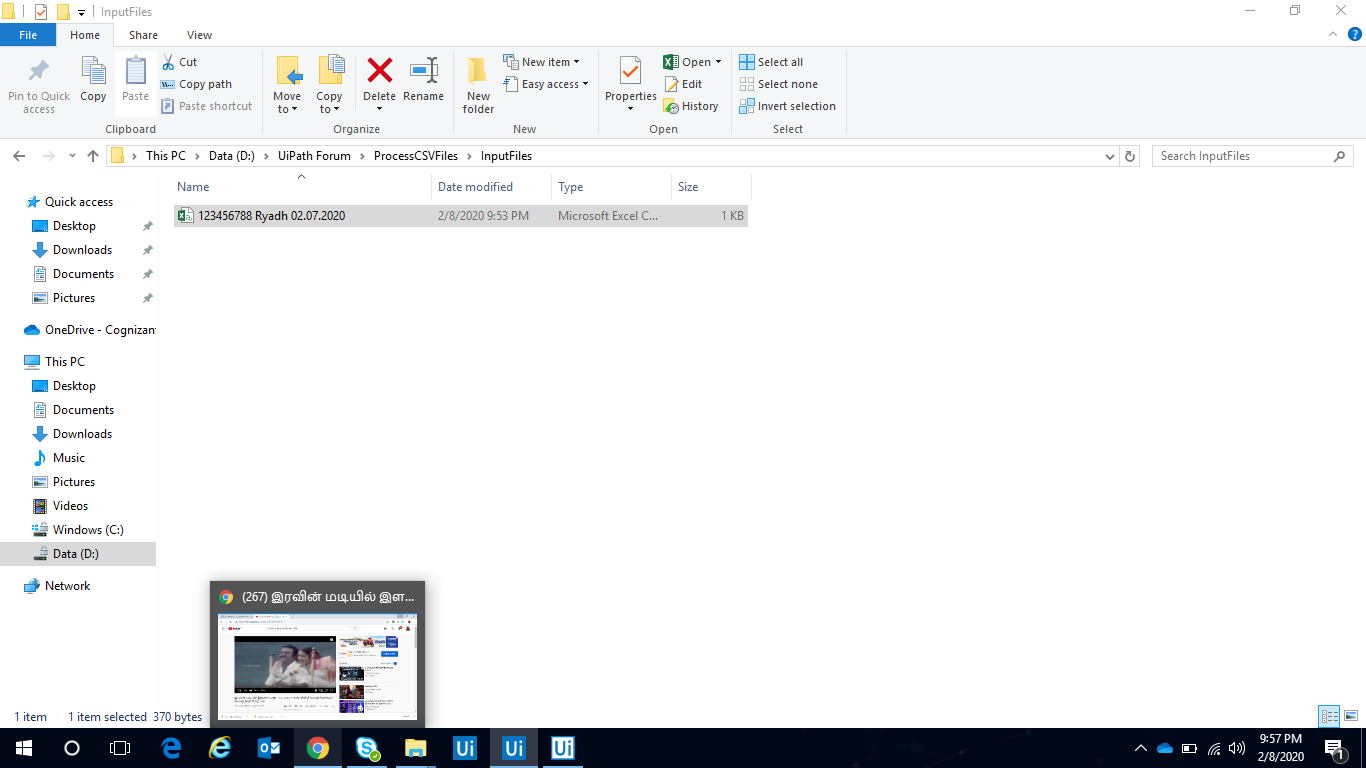 InputFiles
File
Home
Share
View
Pin to Quick access
Copy
Paste
Cut
Copy path
Paste shortcut
Clipboard
Move to
Copy to
Delete
Rename
Organize
New folder
New item
Easy access
New
Properties
Open
Edit
History
Open
Select all
Select none
Invert selection
Select
This PC > Data (D:) > UiPath Forum > ProcessCSVFiles > InputFiles
Search InputFiles
Name
Date modified
Type
Size
123456788 Ryadh 02.07.2020
2/8/2020 9:53 PM
Microsoft Excel C...
1 KB
Quick access
Desktop
Downloads
Documents
Pictures
OneDrive - Cognizant
This PC
Desktop
Documents
Downloads
Music
Pictures
Videos
Windows (C:)
Data (D:)
Network
(267) இரவின் மடியில் இள...
1 item
1 item selected 370 bytes
Ui
Ui
Ui
9:57 PM
2/8/2020
1